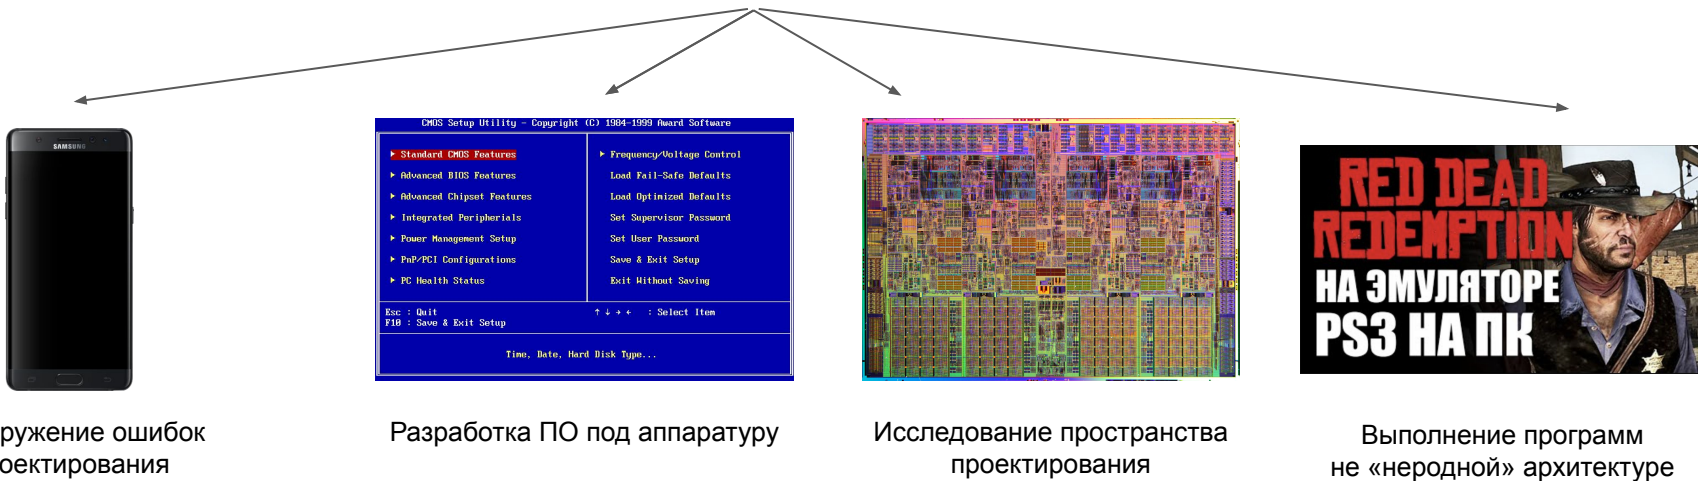 SAMSUNG
CMOS Setup Utility - Copyright (C) 1984-1999 Award Software
Standard CMOS Features
Advanced BIOS Features
Advanced Chipset Features
Integrated Peripherials
Power Management Setup
PnP/PCI Configurations
PC Health Status
Frequency/Voltage Control
Load Fail-Safe Defaults
Load Optimized Defaults
Set Supervisor Password
Set User Password
Save & Exit Setup
Exit Without Saving
Esc : Quit
F10 : Save & Exit Setup
↑ ↓ → ← : Select Item
Time, Date, Hard Disk Type...
RED DEAD
REDEMPTION
НА ЭМУЛЯТОРЕ
PS3 НА ПК
ружение ошибок
оектирования
Разработка ПО под аппаратуру
Исследование пространства
проектирования
Выполнение программ
не «неродной» архитектуре